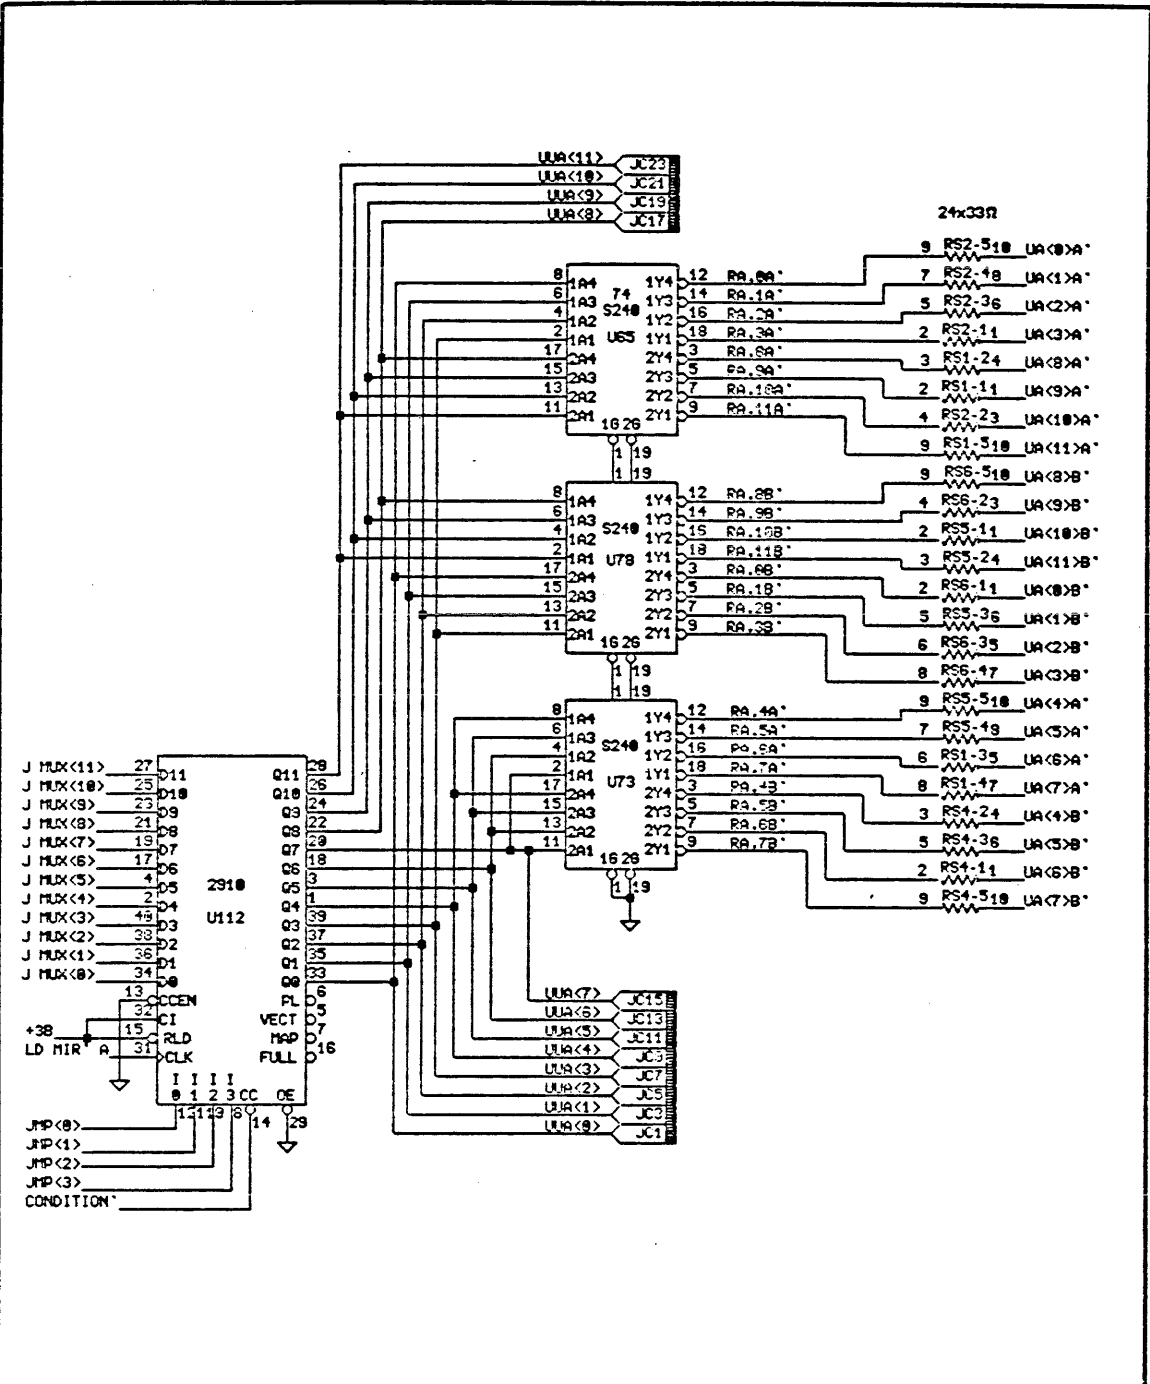 UUA<11> JC23
UUA<10> JC21
UUA<9> JC19
UUA<8> JC17
24x33Ω
8 1A4 74 1Y4 12 RA.0A' 9 RS2-5 10 UA<0>A'
6 1A3 S240 1Y3 14 RA.1A' 7 RS2-4 8 UA<1>A'
4 1A2 1Y2 16 RA.2A' 5 RS2-3 6 UA<2>A'
2 1A1 U65 1Y1 18 RA.3A' 2 RS2-1 1 UA<3>A'
17 2A4 2Y4 3 RA.8A' 3 RS1-2 4 UA<8>A'
15 2A3 2Y3 5 RA.9A' 2 RS1-1 1 UA<9>A'
13 2A2 2Y2 7 RA.10A' 4 RS2-2 3 UA<10>A'
11 2A1 2Y1 9 RA.11A' 9 RS1-5 10 UA<11>A'
1G 2G
1 19
1 19
8 1A4 1Y4 12 RA.8B' 9 RS6-5 10 UA<8>B'
6 1A3 S240 1Y3 14 RA.9B' 4 RS6-2 3 UA<9>B'
4 1A2 1Y2 16 RA.10B' 2 RS5-1 1 UA<10>B'
2 1A1 U78 1Y1 18 RA.11B' 3 RS5-2 4 UA<11>B'
17 2A4 2Y4 3 RA.0B' 2 RS6-1 1 UA<0>B'
15 2A3 2Y3 5 RA.1B' 5 RS5-3 6 UA<1>B'
13 2A2 2Y2 7 RA.2B' 6 RS6-3 5 UA<2>B'
11 2A1 2Y1 9 RA.3B' 8 RS6-4 7 UA<3>B'
1G 2G
1 19
1 19
8 1A4 1Y4 12 RA.4A' 9 RS5-5 10 UA<4>A'
6 1A3 S240 1Y3 14 RA.5A' 7 RS5-4 8 UA<5>A'
4 1A2 1Y2 16 RA.6A' 6 RS1-3 5 UA<6>A'
2 1A1 U73 1Y1 18 RA.7A' 8 RS1-4 7 UA<7>A'
17 2A4 2Y4 3 RA.4B' 3 RS4-2 4 UA<4>B'
15 2A3 2Y3 5 RA.5B' 5 RS4-3 6 UA<5>B'
13 2A2 2Y2 7 RA.6B' 2 RS4-1 1 UA<6>B'
11 2A1 2Y1 9 RA.7B' 9 RS4-5 10 UA<7>B'
1G 2G
1 19
J MUX<11> 27 D11 Q11 28
J MUX<10> 25 D10 Q10 26
J MUX<9> 23 D9 Q9 24
J MUX<8> 21 D8 Q8 22
J MUX<7> 19 D7 Q7 20
J MUX<6> 17 D6 Q6 18
J MUX<5> 4 D5 2910 Q5 3
J MUX<4> 2 D4 Q4 1
J MUX<3> 40 D3 U112 Q3 39
J MUX<2> 38 D2 Q2 37
J MUX<1> 36 D1 Q1 35
J MUX<0> 34 D0 Q0 33
13 CCEN PL 6
32 CI VECT 5
+3B 15 RLD MAP 7
LD MIR' A 31 CLK FULL 16
I I I I
0 1 2 3 CC OE
12 11 9 8 14 29
UUA<7> JC15
UUA<6> JC13
UUA<5> JC11
UUA<4> JC9
UUA<3> JC7
UUA<2> JC5
UUA<1> JC3
UUA<0> JC1
JMP<0>
JMP<1>
JMP<2>
JMP<3>
CONDITION'